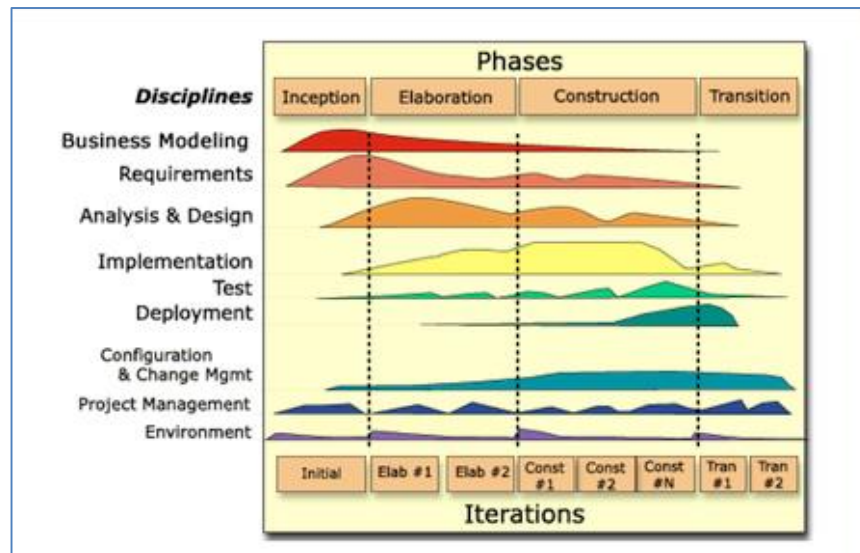 Phases
Disciplines Inception Elaboration Construction Transition
Business Modeling
Requirements
Analysis & Design
Implementation
Test
Deployment
Configuration
& Change Mgmt
Project Management
Environment
Initial Elab #1 Elab #2 Const #1 Const #2 Const #N Tran #1 Tran #2
Iterations